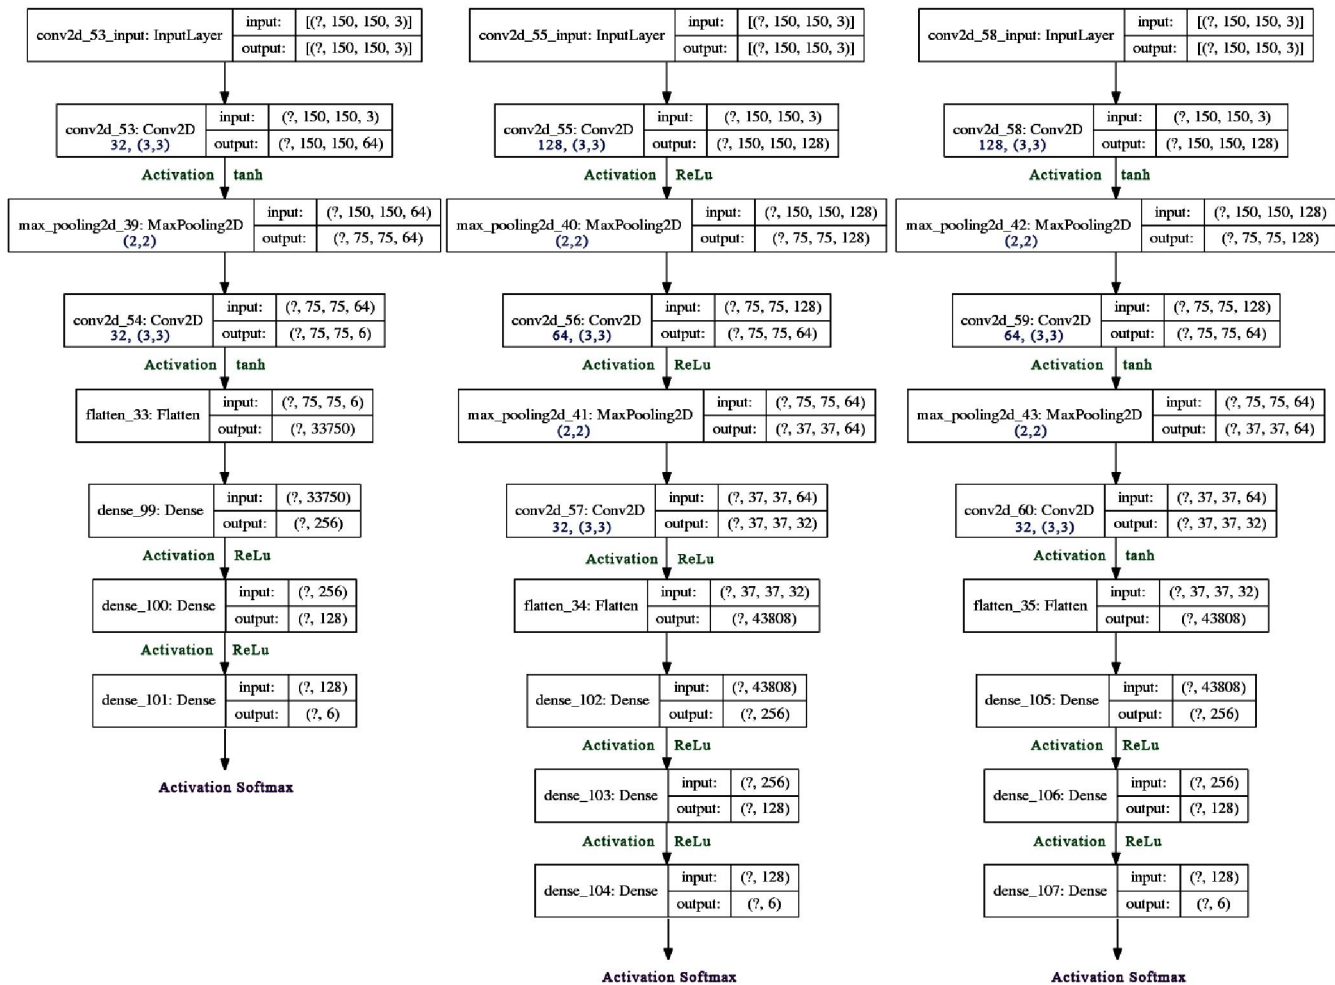 conv2d_53_input: InputLayer
input: [(?, 150, 150, 3)]
output: [(?, 150, 150, 3)]
conv2d_53: Conv2D
32, (3,3)
input: (?, 150, 150, 3)
output: (?, 150, 150, 64)
Activation tanh
max_pooling2d_39: MaxPooling2D
(2,2)
input: (?, 150, 150, 64)
output: (?, 75, 75, 64)
conv2d_54: Conv2D
32, (3,3)
input: (?, 75, 75, 64)
output: (?, 75, 75, 6)
Activation tanh
flatten_33: Flatten
input: (?, 75, 75, 6)
output: (?, 33750)
dense_99: Dense
input: (?, 33750)
output: (?, 256)
Activation ReLu
dense_100: Dense
input: (?, 256)
output: (?, 128)
Activation ReLu
dense_101: Dense
input: (?, 128)
output: (?, 6)
Activation Softmax
conv2d_55_input: InputLayer
input: [(?, 150, 150, 3)]
output: [(?, 150, 150, 3)]
conv2d_55: Conv2D
128, (3,3)
input: (?, 150, 150, 3)
output: (?, 150, 150, 128)
Activation ReLu
max_pooling2d_40: MaxPooling2D
(2,2)
input: (?, 150, 150, 128)
output: (?, 75, 75, 128)
conv2d_56: Conv2D
64, (3,3)
input: (?, 75, 75, 128)
output: (?, 75, 75, 64)
Activation ReLu
max_pooling2d_41: MaxPooling2D
(2,2)
input: (?, 75, 75, 64)
output: (?, 37, 37, 64)
conv2d_57: Conv2D
32, (3,3)
input: (?, 37, 37, 64)
output: (?, 37, 37, 32)
Activation ReLu
flatten_34: Flatten
input: (?, 37, 37, 32)
output: (?, 43808)
dense_102: Dense
input: (?, 43808)
output: (?, 256)
Activation ReLu
dense_103: Dense
input: (?, 256)
output: (?, 128)
Activation ReLu
dense_104: Dense
input: (?, 128)
output: (?, 6)
Activation Softmax
conv2d_58_input: InputLayer
input: [(?, 150, 150, 3)]
output: [(?, 150, 150, 3)]
conv2d_58: Conv2D
128, (3,3)
input: (?, 150, 150, 3)
output: (?, 150, 150, 128)
Activation tanh
max_pooling2d_42: MaxPooling2D
(2,2)
input: (?, 150, 150, 128)
output: (?, 75, 75, 128)
conv2d_59: Conv2D
64, (3,3)
input: (?, 75, 75, 128)
output: (?, 75, 75, 64)
Activation tanh
max_pooling2d_43: MaxPooling2D
(2,2)
input: (?, 75, 75, 64)
output: (?, 37, 37, 64)
conv2d_60: Conv2D
32, (3,3)
input: (?, 37, 37, 64)
output: (?, 37, 37, 32)
Activation tanh
flatten_35: Flatten
input: (?, 37, 37, 32)
output: (?, 43808)
dense_105: Dense
input: (?, 43808)
output: (?, 256)
Activation ReLu
dense_106: Dense
input: (?, 256)
output: (?, 128)
Activation ReLu
dense_107: Dense
input: (?, 128)
output: (?, 6)
Activation Softmax